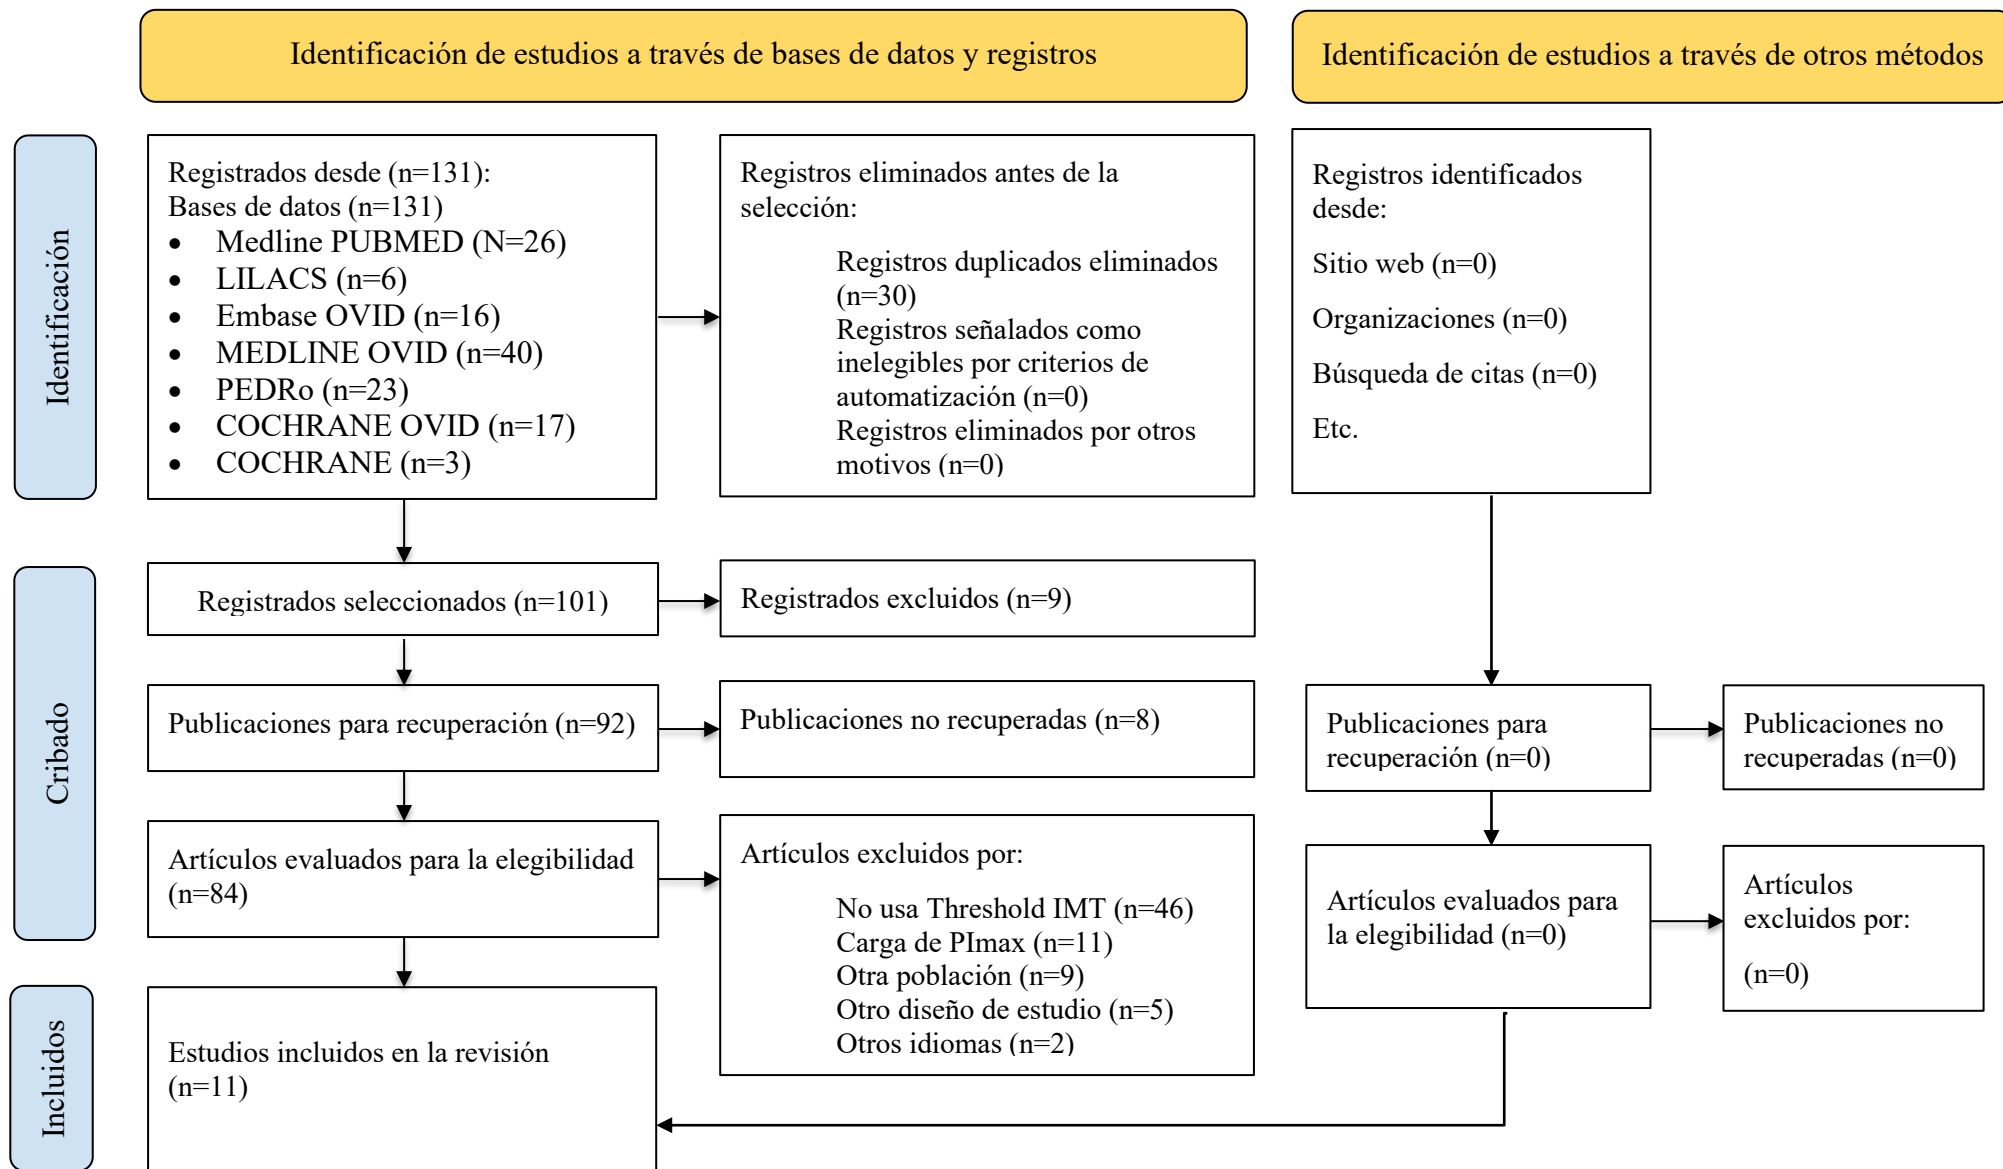 Identificación de estudios a través de bases de datos y registros
Identificación de estudios a través de otros métodos
Identificación
Registrados desde (n=131):
Bases de datos (n=131)
• Medline PUBMED (N=26)
• LILACS (n=6)
• Embase OVID (n=16)
• MEDLINE OVID (n=40)
• PEDRo (n=23)
• COCHRANE OVID (n=17)
• COCHRANE (n=3)
Registros eliminados antes de la
selección:
Registros duplicados eliminados
(n=30)
Registros señalados como
inelegibles por criterios de
automatización (n=0)
Registros eliminados por otros
motivos (n=0)
Registros identificados
desde:
Sitio web (n=0)
Organizaciones (n=0)
Búsqueda de citas (n=0)
Etc.
Cribado
Registrados seleccionados (n=101)
Registrados excluidos (n=9)
Publicaciones para recuperación (n=92)
Publicaciones no recuperadas (n=8)
Publicaciones para
recuperación (n=0)
Publicaciones no
recuperadas (n=0)
Artículos evaluados para la elegibilidad
(n=84)
Artículos excluidos por:
No usa Threshold IMT (n=46)
Carga de PImax (n=11)
Otra población (n=9)
Otro diseño de estudio (n=5)
Otros idiomas (n=2)
Artículos evaluados para
la elegibilidad (n=0)
Artículos
excluidos por:
(n=0)
Incluidos
Estudios incluidos en la revisión
(n=11)